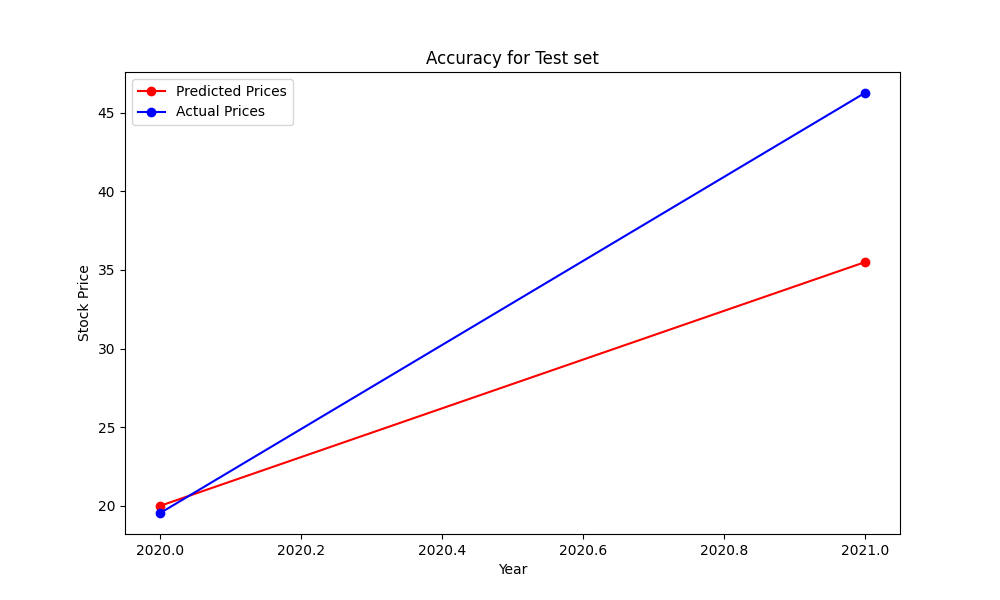 Accuracy for Test set
Predicted Prices
Actual Prices
45
40
35
30
25
20
Stock Price
2020.0 2020.2 2020.4 2020.6 2020.8 2021.0
Year